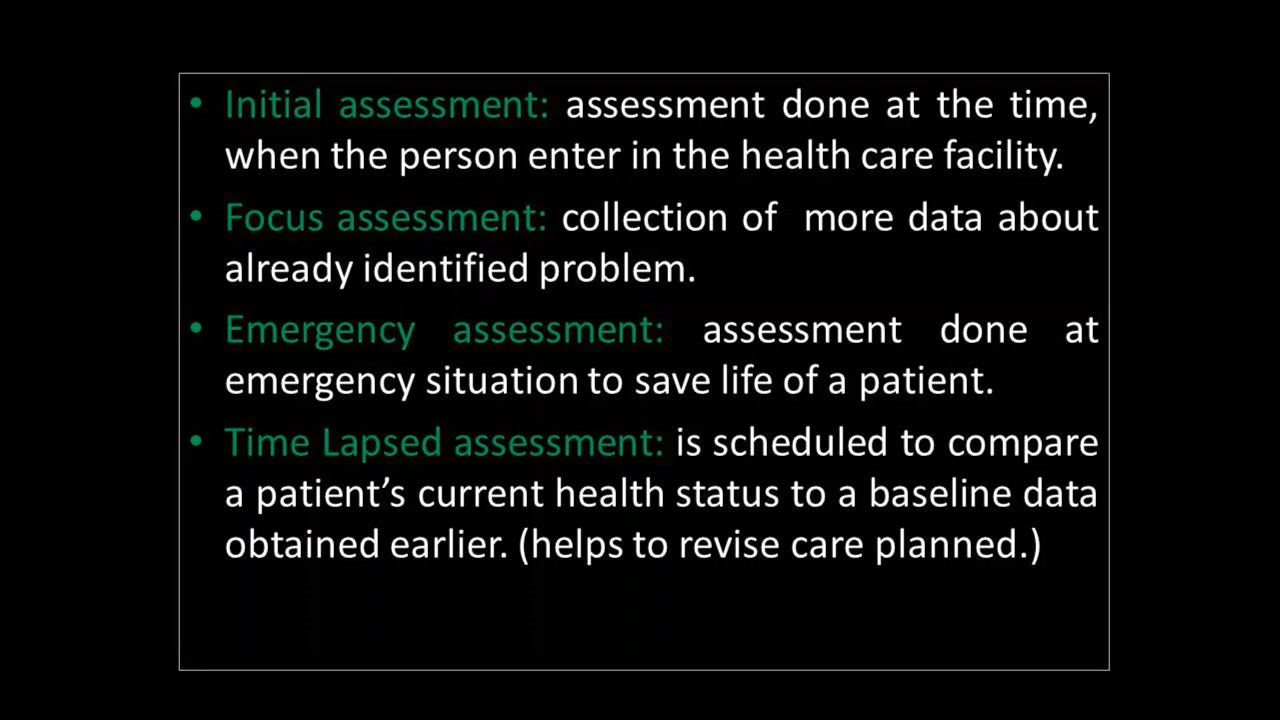 • Initial assessment: assessment done at the time,
when the person enter in the health care facility.
• Focus assessment: collection of more data about
already identified problem.
• Emergency assessment: assessment done at
emergency situation to save life of a patient.
• Time Lapsed assessment: is scheduled to compare
a patient’s current health status to a baseline data
obtained earlier. (helps to revise care planned.)